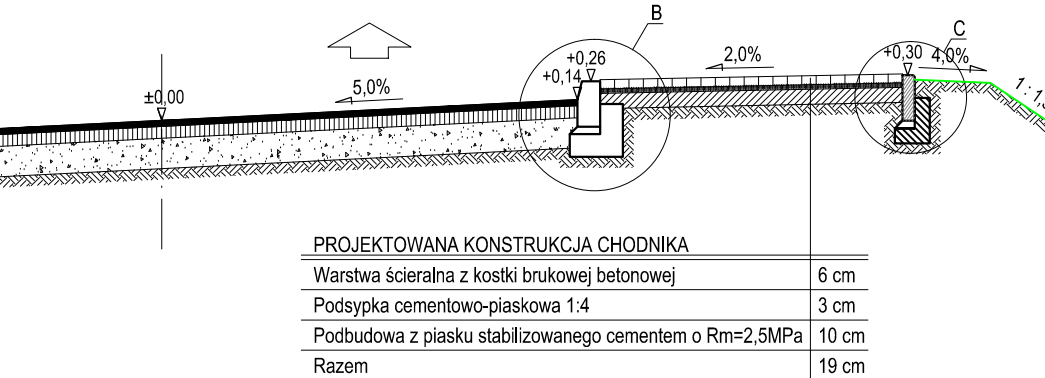 B
C
2,0%
+0,26
+0,30 4,0%
+0,14
5,0%
±0,00
PROJEKTOWANA KONSTRUKCJA CHODNIKA
Warstwa ścieralna z kostki brukowej betonowej 6 cm
Podsypka cementowo-piaskowa 1:4 3 cm
Podbudowa z piasku stabilizowanego cementem o Rm=2,5MPa 10 cm
Razem 19 cm